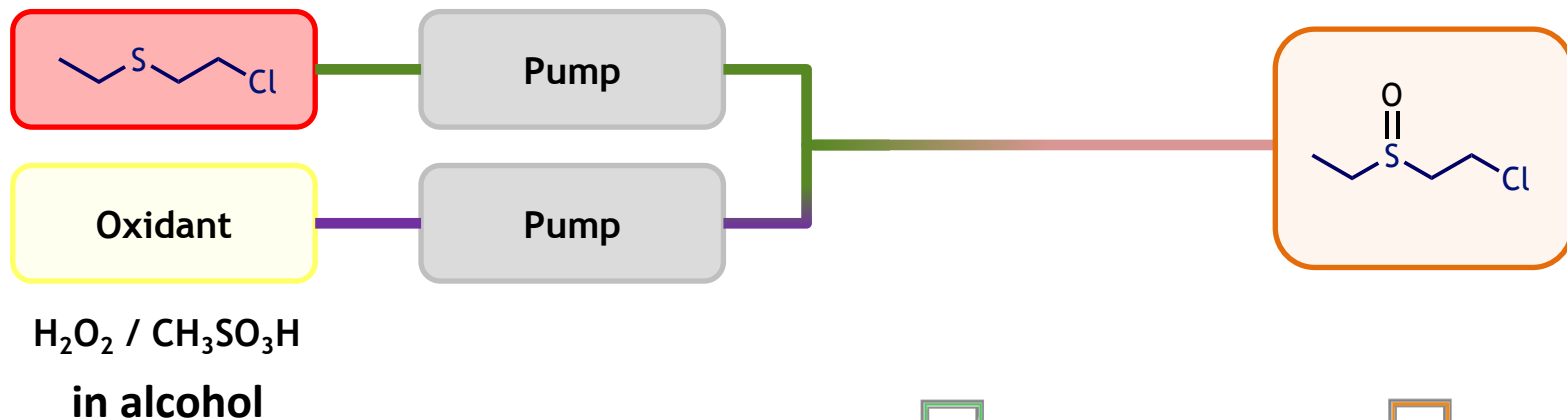 S
Cl
Pump
O
S
Cl
Oxidant
Pump
H₂O₂ / CH₃SO₃H
in alcohol